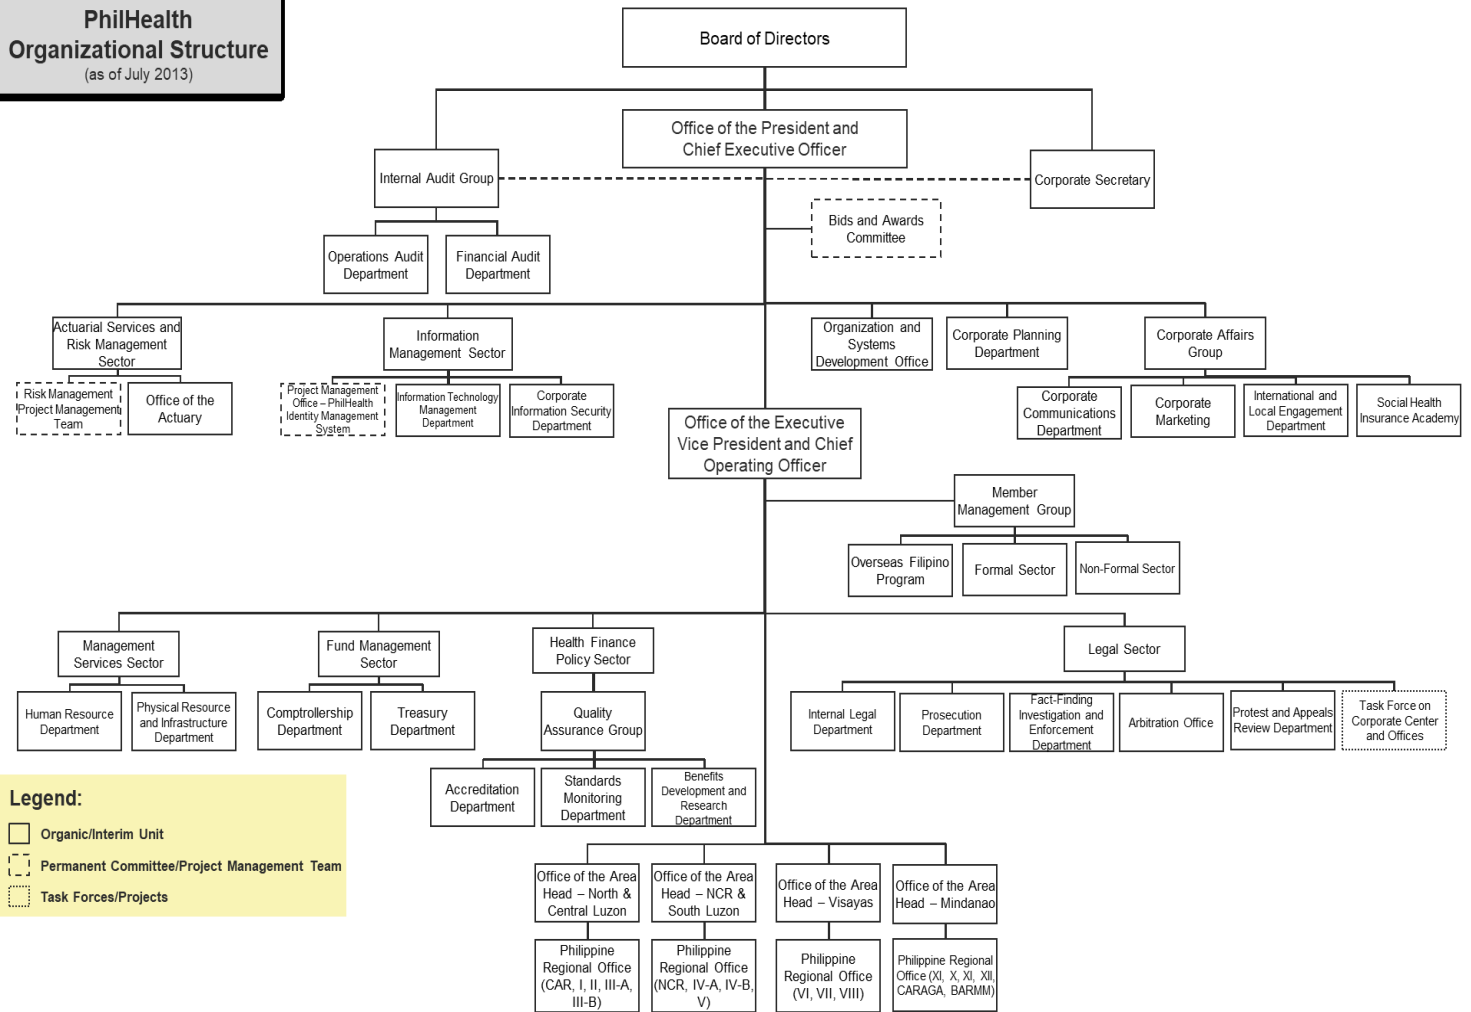 PhilHealth
Organizational Structure
(as of July 2013)
Board of Directors
Office of the President and
Chief Executive Officer
Internal Audit Group
Corporate Secretary
Bids and Awards
Committee
Operations Audit
Department
Financial Audit
Department
Actuarial Services and
Risk Management
Sector
Information
Management Sector
Organization and
Systems
Development Office
Corporate Planning
Department
Corporate Affairs
Group
Risk Management
Project Management
Team
Office of the
Actuary
Project Management
Office – PhilHealth
Identity Management
System
Information Technology
Management
Department
Corporate
Information Security
Department
Corporate
Communications
Department
Corporate
Marketing
International and
Local Engagement
Department
Social Health
Insurance Academy
Office of the Executive
Vice President and Chief
Operating Officer
Member
Management Group
Overseas Filipino
Program
Formal Sector
Non-Formal Sector
Management
Services Sector
Fund Management
Sector
Health Finance
Policy Sector
Legal Sector
Human Resource
Department
Physical Resource
and Infrastructure
Department
Comptrollership
Department
Treasury
Department
Quality
Assurance Group
Internal Legal
Department
Prosecution
Department
Fact-Finding
Investigation and
Enforcement
Department
Arbitration Office
Protest and Appeals
Review Department
Task Force on
Corporate Center
and Offices
Accreditation
Department
Standards
Monitoring
Department
Benefits
Development and
Research
Department
Legend:
Organic/Interim Unit
Permanent Committee/Project Management Team
Task Forces/Projects
Office of the Area
Head – North &
Central Luzon
Office of the Area
Head – NCR &
South Luzon
Office of the Area
Head – Visayas
Office of the Area
Head – Mindanao
Philippine
Regional Office
(CAR, I, II, III-A,
III-B)
Philippine
Regional Office
(NCR, IV-A, IV-B,
V)
Philippine
Regional Office
(VI, VII, VIII)
Philippine Regional
Office (XI, X, XI, XII,
CARAGA, BARMM)